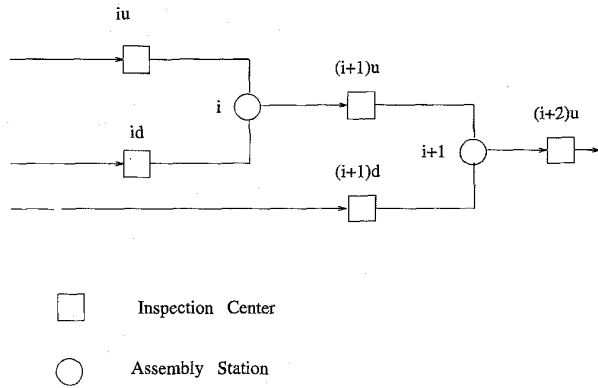 iu
(i+1)u
i
(i+2)u
id
i+1
(i+1)d
Inspection Center
Assembly Station